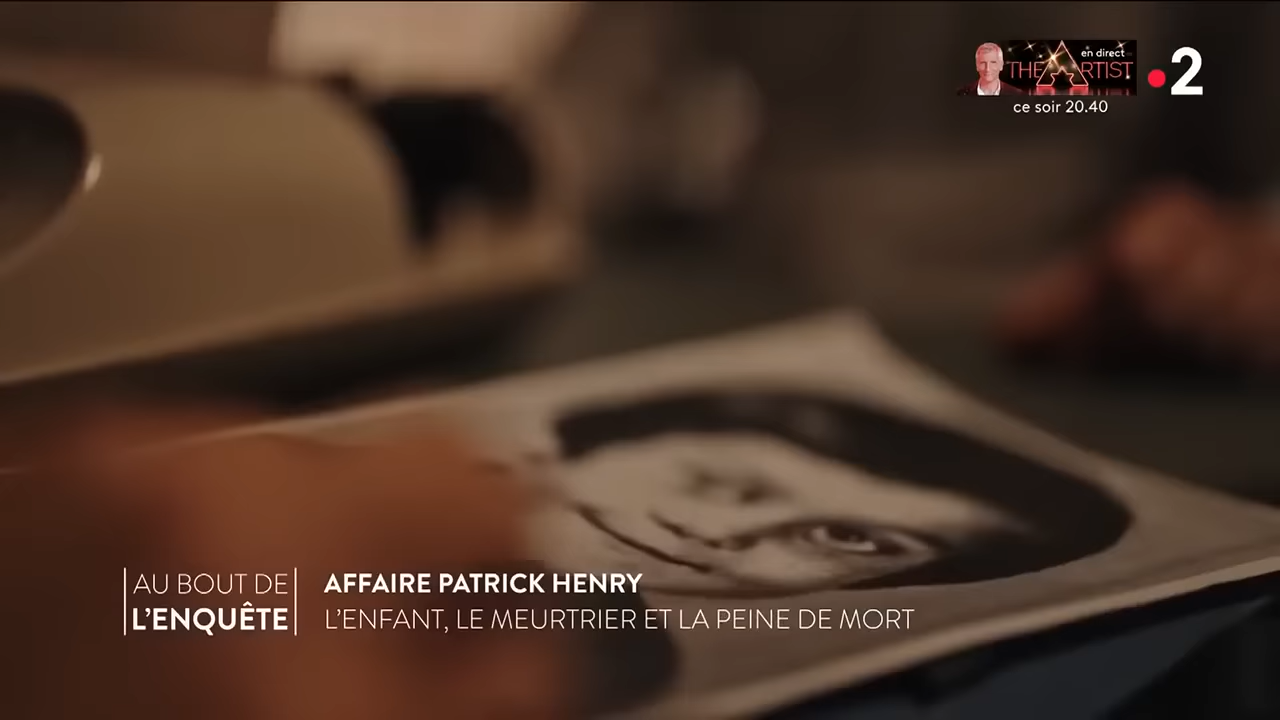 en direct
THE ARTIST
2
ce soir 20.40
AU BOUT DE
L'ENQUÊTE
AFFAIRE PATRICK HENRY
L'ENFANT, LE MEURTRIER ET LA PEINE DE MORT